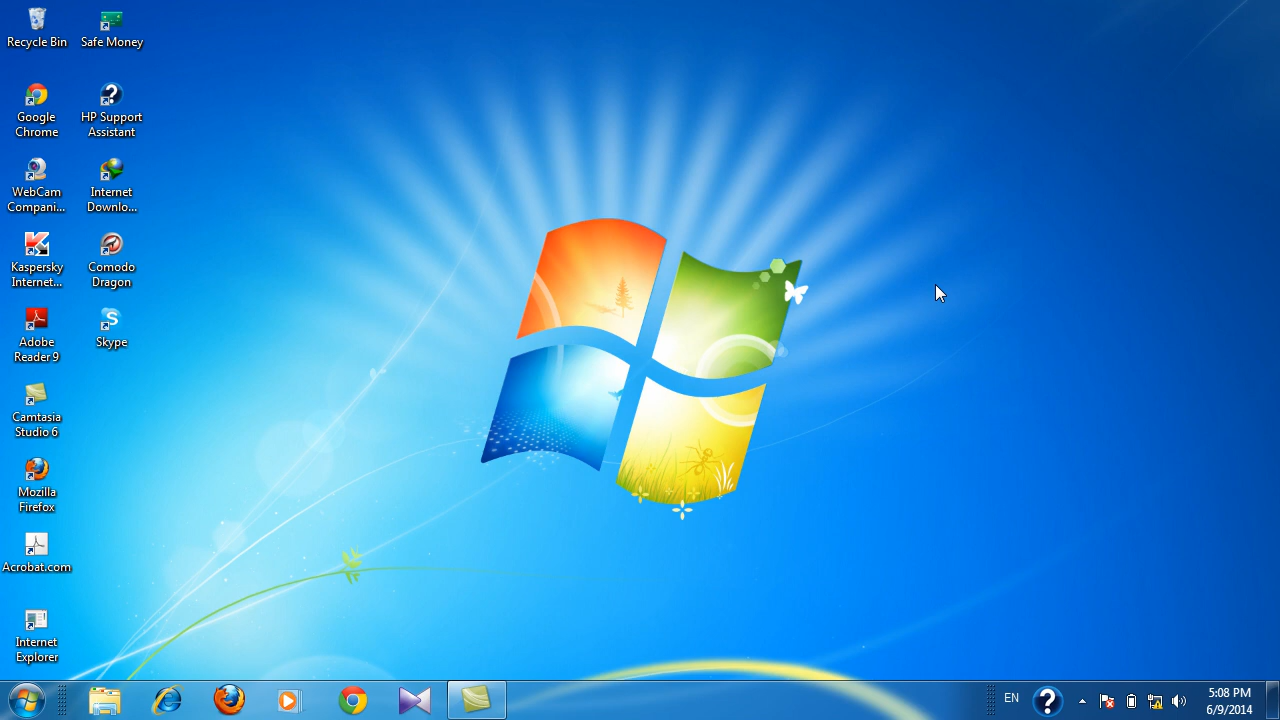 Recycle Bin
Safe Money
Google
Chrome
HP Support
Assistant
WebCam
Compani...
Internet
Downlo...
Kaspersky
Internet...
Comodo
Dragon
Adobe
Reader 9
Skype
Camtasia
Studio 6
Mozilla
Firefox
Acrobat.com
Internet
Explorer
EN
5:08 PM
6/9/2014